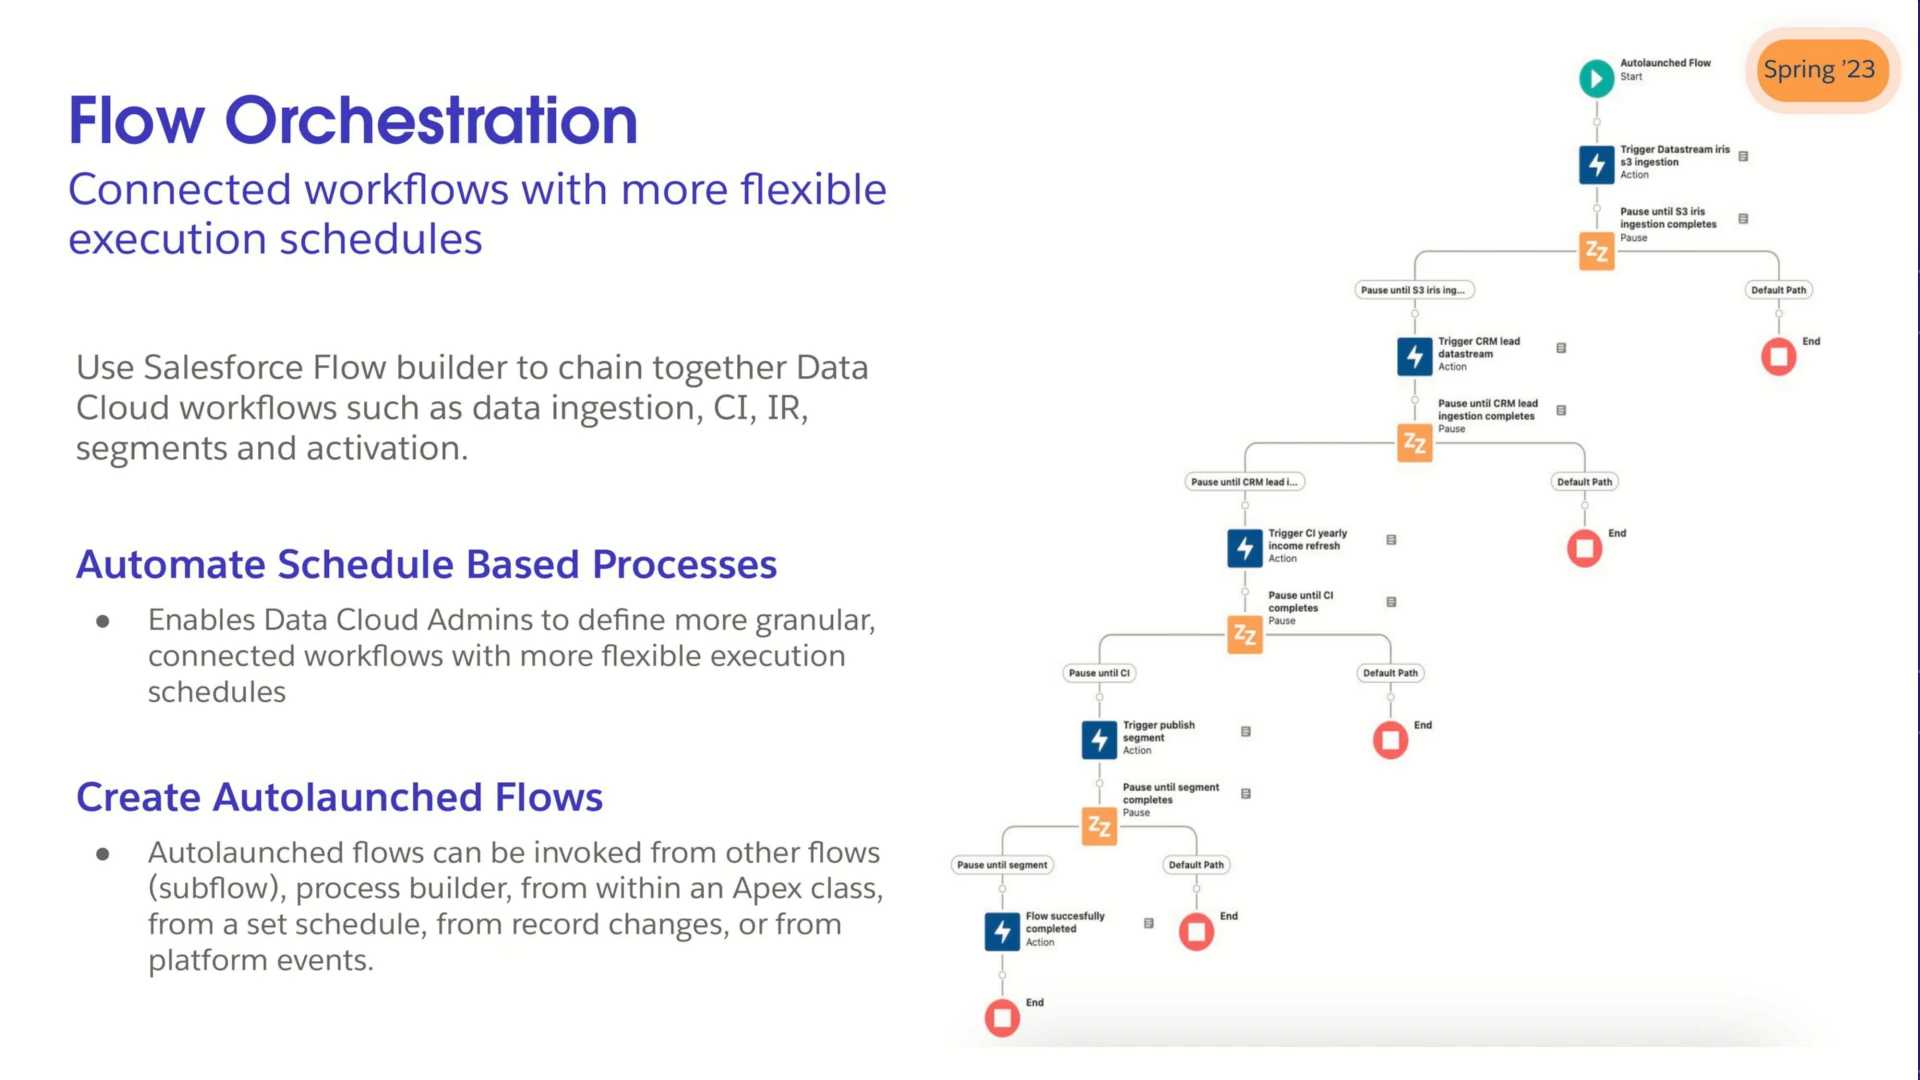 Spring ’23
Flow Orchestration
Connected workflows with more flexible
execution schedules
Use Salesforce Flow builder to chain together Data
Cloud workflows such as data ingestion, CI, IR,
segments and activation.
Automate Schedule Based Processes
● Enables Data Cloud Admins to define more granular,
connected workflows with more flexible execution
schedules
Create Autolaunched Flows
● Autolaunched flows can be invoked from other flows
(subflow), process builder, from within an Apex class,
from a set schedule, from record changes, or from
platform events.
Autolaunched Flow
Start
Trigger Datastream iris
s3 ingestion
Action
Pause until S3 iris
ingestion completes
Pause
Pause until S3 iris ing...
Default Path
End
Trigger CRM lead
datastream
Action
Pause until CRM lead
ingestion completes
Pause
Pause until CRM lead i...
Default Path
End
Trigger CI yearly
income refresh
Action
Pause until CI
completes
Pause
Pause until CI
Default Path
End
Trigger publish
segment
Action
Pause until segment
completes
Pause
Pause until segment
Default Path
End
Flow succesfully
completed
Action
End